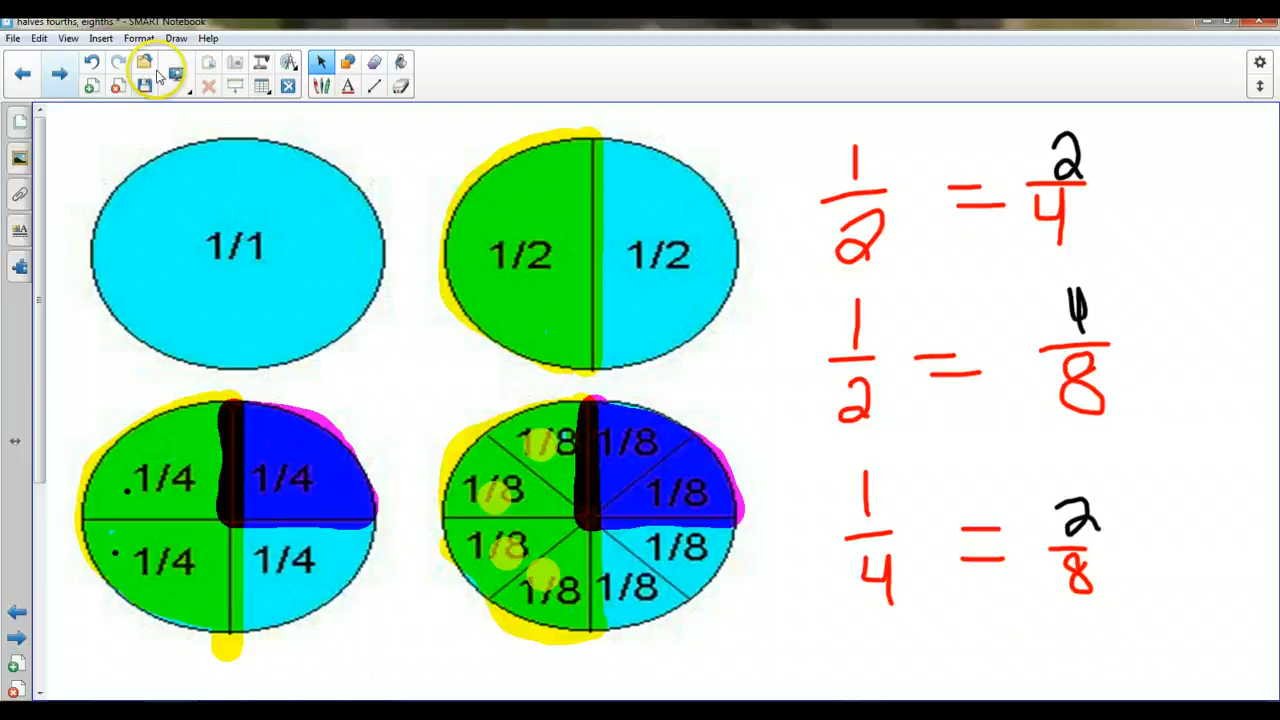 halves fourths, eighths * - SMART Notebook
File Edit View Insert Format Draw Help
1/1
1/2 1/2
1/4 1/4
1/4 1/4
1/8 1/8
1/8 1/8
1/8 1/8
1/8 1/8
1/2 = 2/4
1/2 = 4/8
1/4 = 2/8